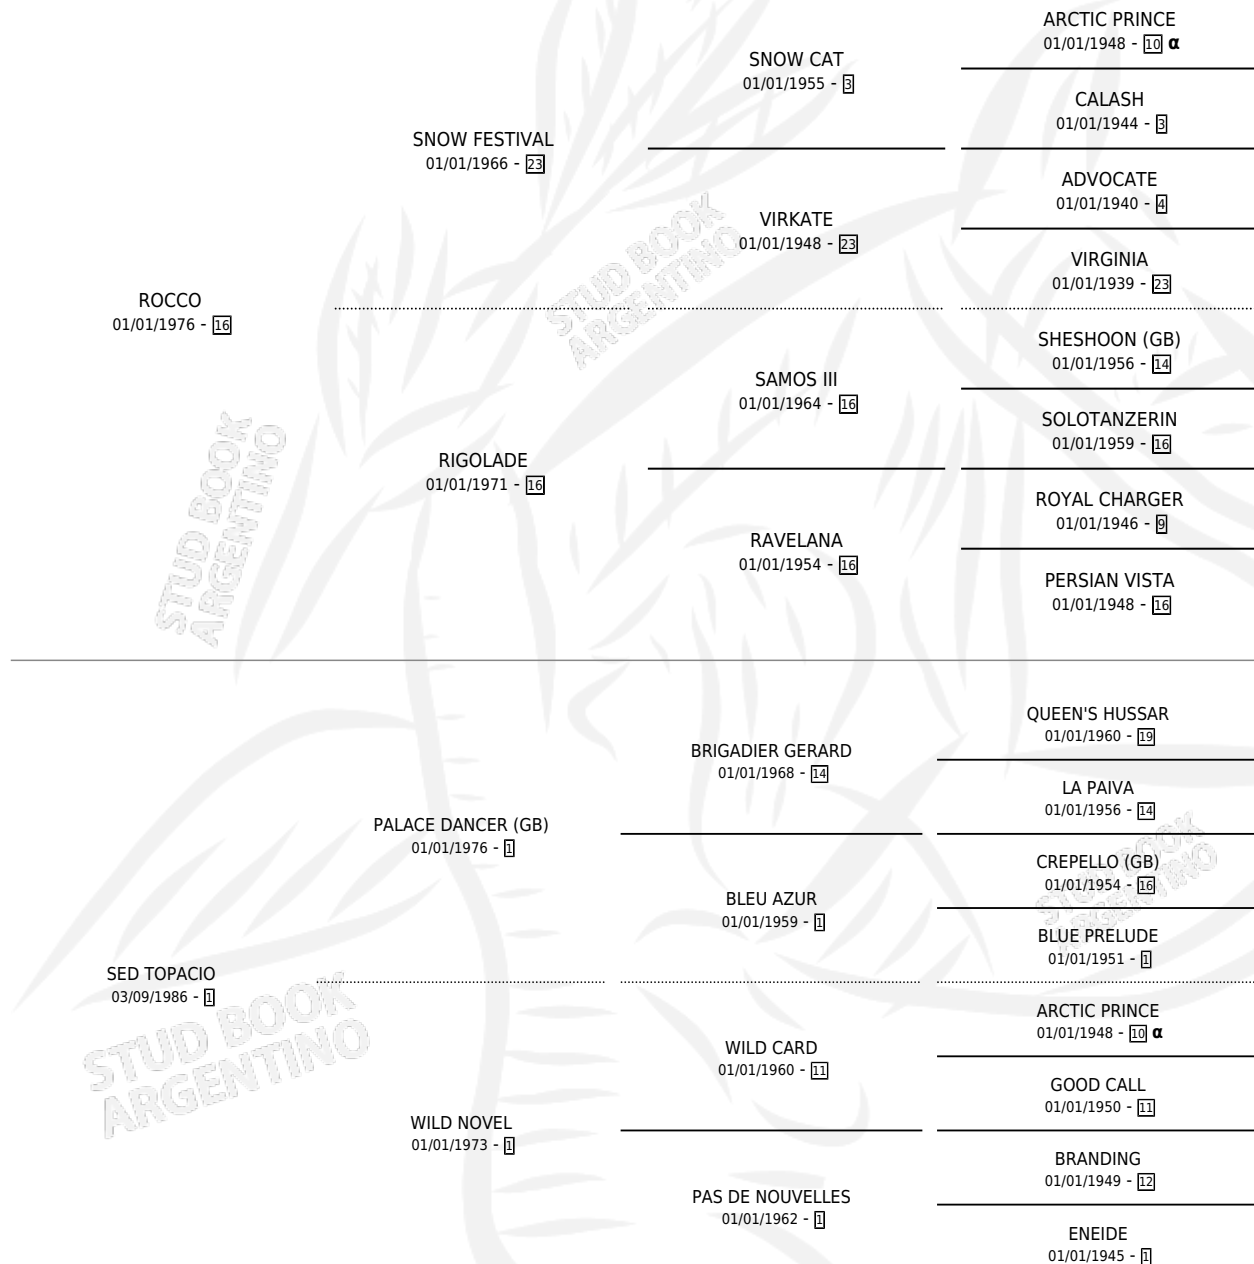 ARCTIC PRINCE
01/01/1948 - 10 α
SNOW CAT
01/01/1955 - 3
CALASH
01/01/1944 - 3
SNOW FESTIVAL
01/01/1966 - 23
ADVOCATE
01/01/1940 - 4
VIRKATE
01/01/1948 - 23
VIRGINIA
01/01/1939 - 23
ROCCO
01/01/1976 - 16
SHESHOON (GB)
01/01/1956 - 14
SAMOS III
01/01/1964 - 16
SOLOTANZERIN
01/01/1959 - 16
RIGOLADE
01/01/1971 - 16
ROYAL CHARGER
01/01/1946 - 9
RAVELANA
01/01/1954 - 16
PERSIAN VISTA
01/01/1948 - 16
QUEEN'S HUSSAR
01/01/1960 - 19
BRIGADIER GERARD
01/01/1968 - 14
LA PAIVA
01/01/1956 - 14
PALACE DANCER (GB)
01/01/1976 - 1
CREPELLO (GB)
01/01/1954 - 16
BLEU AZUR
01/01/1959 - 1
BLUE PRELUDE
01/01/1951 - 1
SED TOPACIO
03/09/1986 - 1
ARCTIC PRINCE
01/01/1948 - 10 α
WILD CARD
01/01/1960 - 11
GOOD CALL
01/01/1950 - 11
WILD NOVEL
01/01/1973 - 1
BRANDING
01/01/1949 - 12
PAS DE NOUVELLES
01/01/1962 - 1
ENEIDE
01/01/1945 - 1
STUD BOOK
ARGENTINO
STUD BOOK
ARGENTINO
STUD BOOK
ARGENTINO
STUD BOOK
ARGENTINO